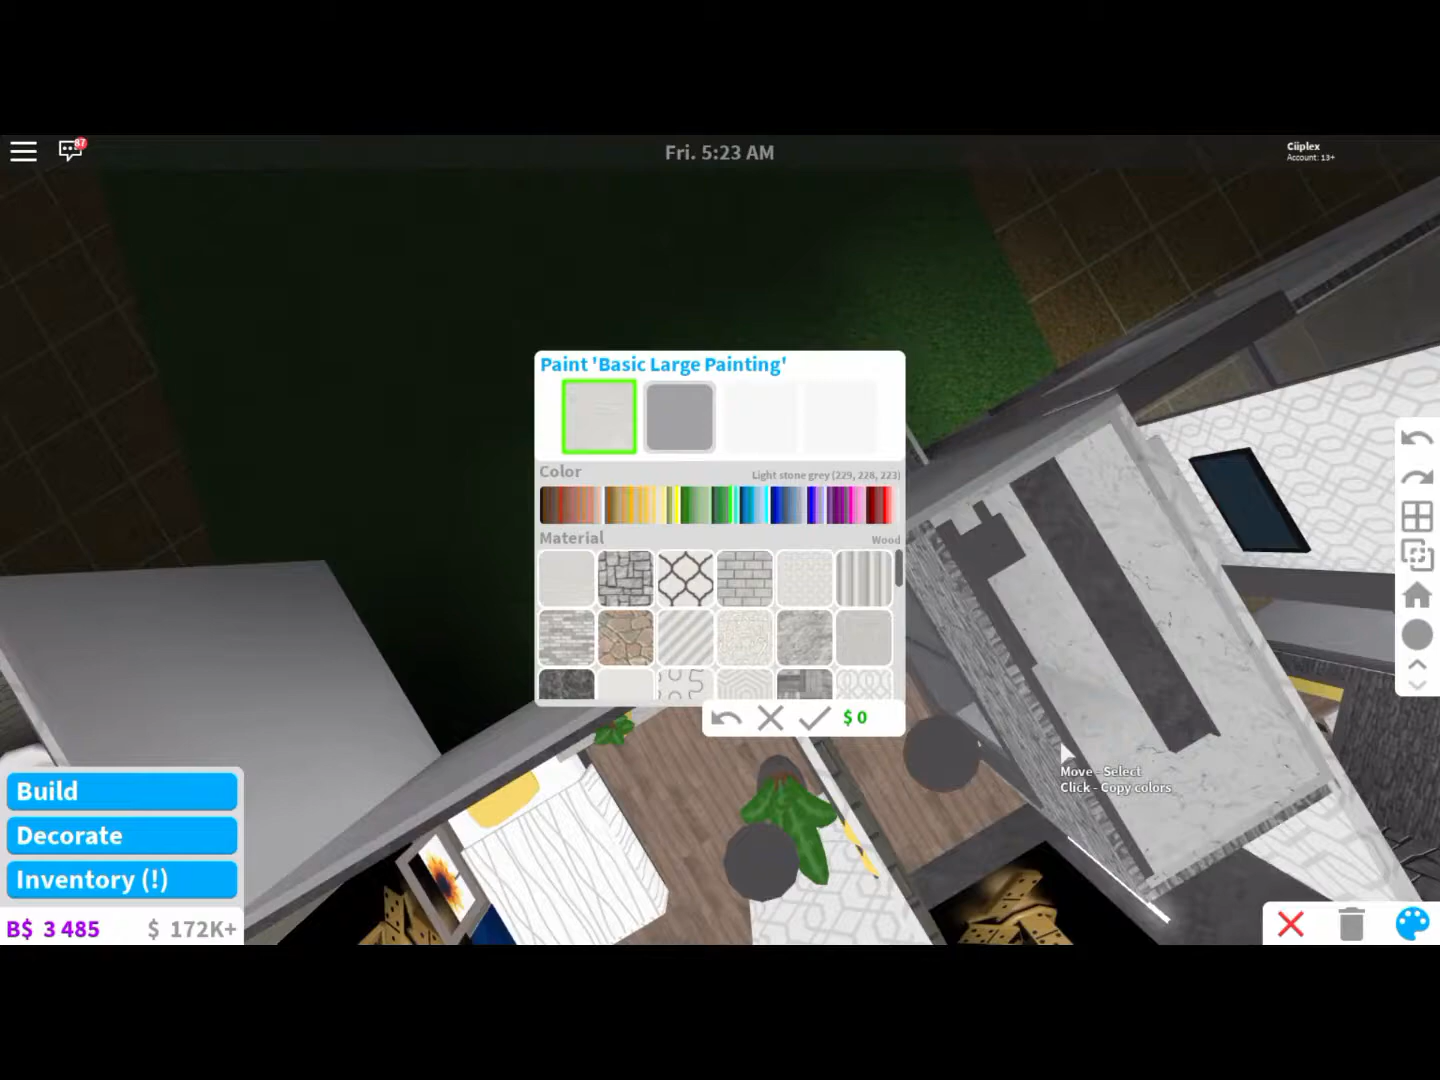 87
Fri. 5:23 AM
Ciiplex
Account: 13+
Paint 'Basic Large Painting'
Color
Light stone grey (229, 228, 223)
Material
Wood
$ 0
Move - Select
Click - Copy colors
Build
Decorate
Inventory (!)
B$ 3 485
$ 172K+